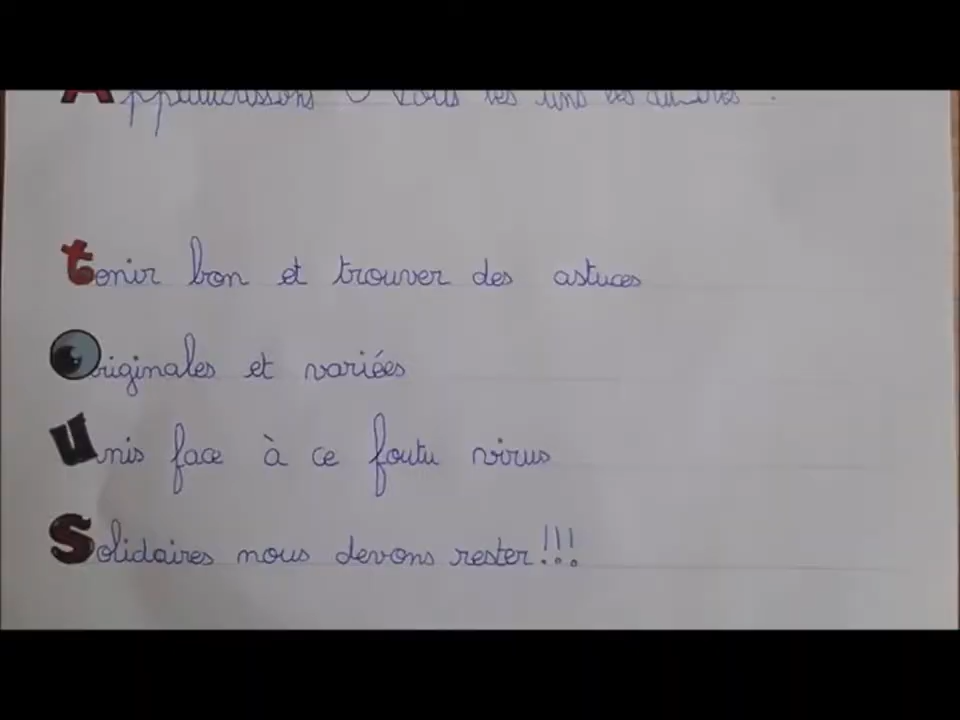 tenir bon et trouver des astuces
Originales et variées
Unis face à ce foutu virus
Solidaires nous devons rester!!!